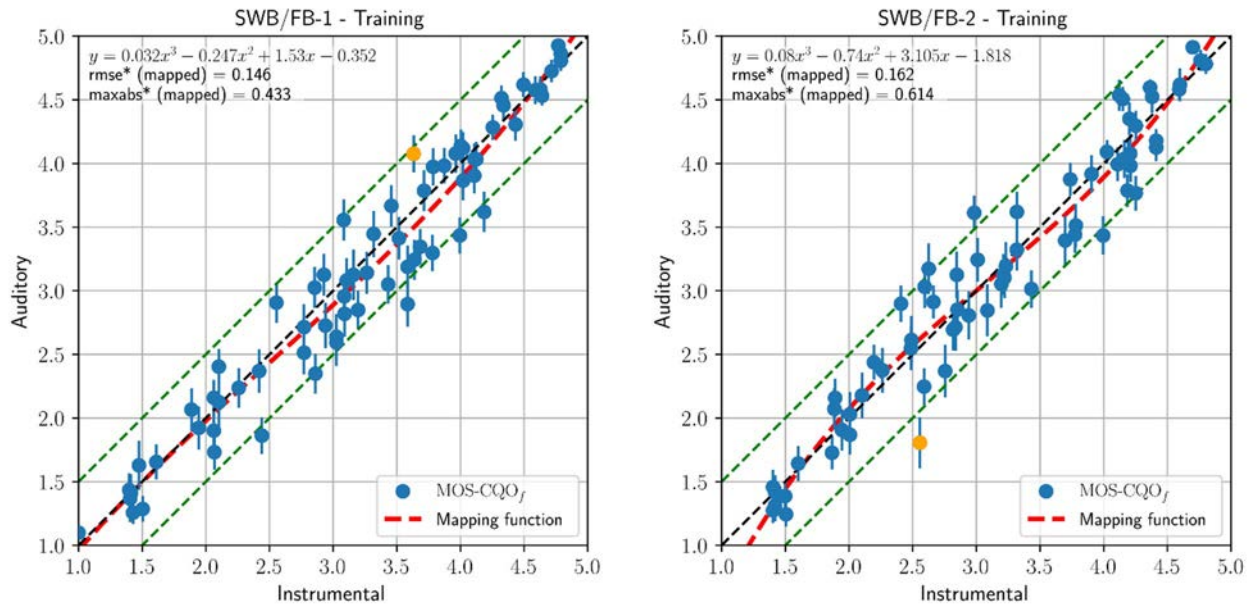 SWB/FB-1 - Training
y = 0.032x³ − 0.247x² + 1.53x − 0.352
rmse* (mapped) = 0.146
maxabs* (mapped) = 0.433
Auditory
5.0
4.5
4.0
3.5
3.0
2.5
2.0
1.5
1.0
MOS-CQO_f
Mapping function
1.0 1.5 2.0 2.5 3.0 3.5 4.0 4.5 5.0
Instrumental
SWB/FB-2 - Training
y = 0.08x³ − 0.74x² + 3.105x − 1.818
rmse* (mapped) = 0.162
maxabs* (mapped) = 0.614
Auditory
5.0
4.5
4.0
3.5
3.0
2.5
2.0
1.5
1.0
MOS-CQO_f
Mapping function
1.0 1.5 2.0 2.5 3.0 3.5 4.0 4.5 5.0
Instrumental